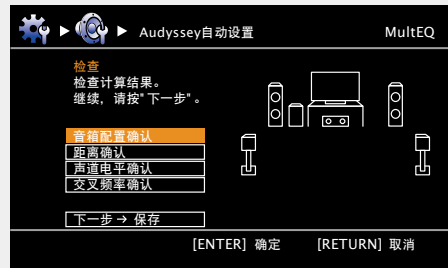 Audyssey自动设置 MultEQ
检查
检查计算结果。
继续，请按"下一步"。
音箱配置确认
距离确认
声道电平确认
交叉频率确认
下一步→ 保存
[ENTER] 确定 [RETURN] 取消